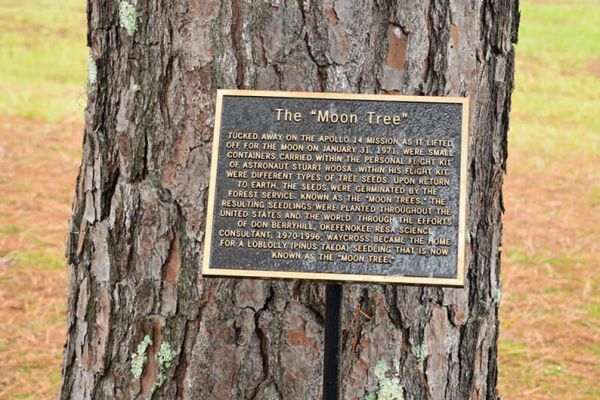 The "Moon Tree"
TUCKED AWAY ON THE APOLLO 14 MISSION AS IT LIFTED
OFF FOR THE MOON ON JANUARY 31, 1971, WERE SMALL
CONTAINERS CARRIED WITHIN THE PERSONAL FLIGHT KIT
OF ASTRONAUT STUART ROOSA. WITHIN HIS FLIGHT KIT
WERE DIFFERENT TYPES OF TREE SEEDS. UPON RETURN
TO EARTH, THE SEEDS WERE GERMINATED BY THE
FOREST SERVICE. KNOWN AS THE "MOON TREES," THE
RESULTING SEEDLINGS WERE PLANTED THROUGHOUT THE
UNITED STATES AND THE WORLD. THROUGH THE EFFORTS
OF DON BERRYHILL, OKEFENOKEE RESA SCIENCE
CONSULTANT, 1970-1996, WAYCROSS BECAME THE HOME
FOR A LOBLOLLY (PINUS TAEDA) SEEDLING THAT IS NOW
KNOWN AS THE "MOON TREE."